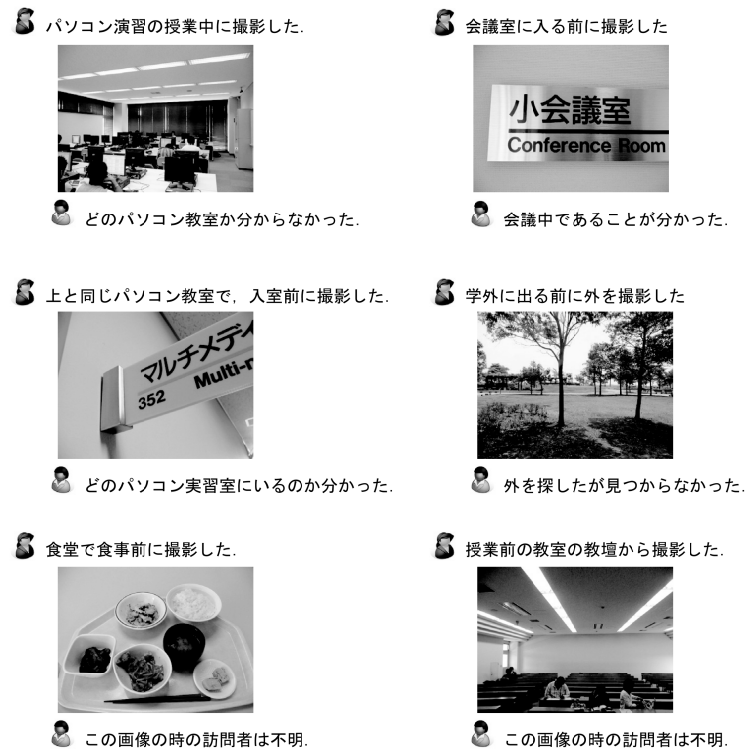 パソコン演習の授業中に撮影した.
どのパソコン教室か分からなかった.
上と同じパソコン教室で,入室前に撮影した.
マルチメディ
352 Multi-m
どのパソコン実習室にいるのか分かった.
食堂で食事前に撮影した.
この画像の時の訪問者は不明.
会議室に入る前に撮影した
小会議室
Conference Room
会議中であることが分かった.
学外に出る前に外を撮影した
外を探したが見つからなかった.
授業前の教室の教壇から撮影した.
この画像の時の訪問者は不明.